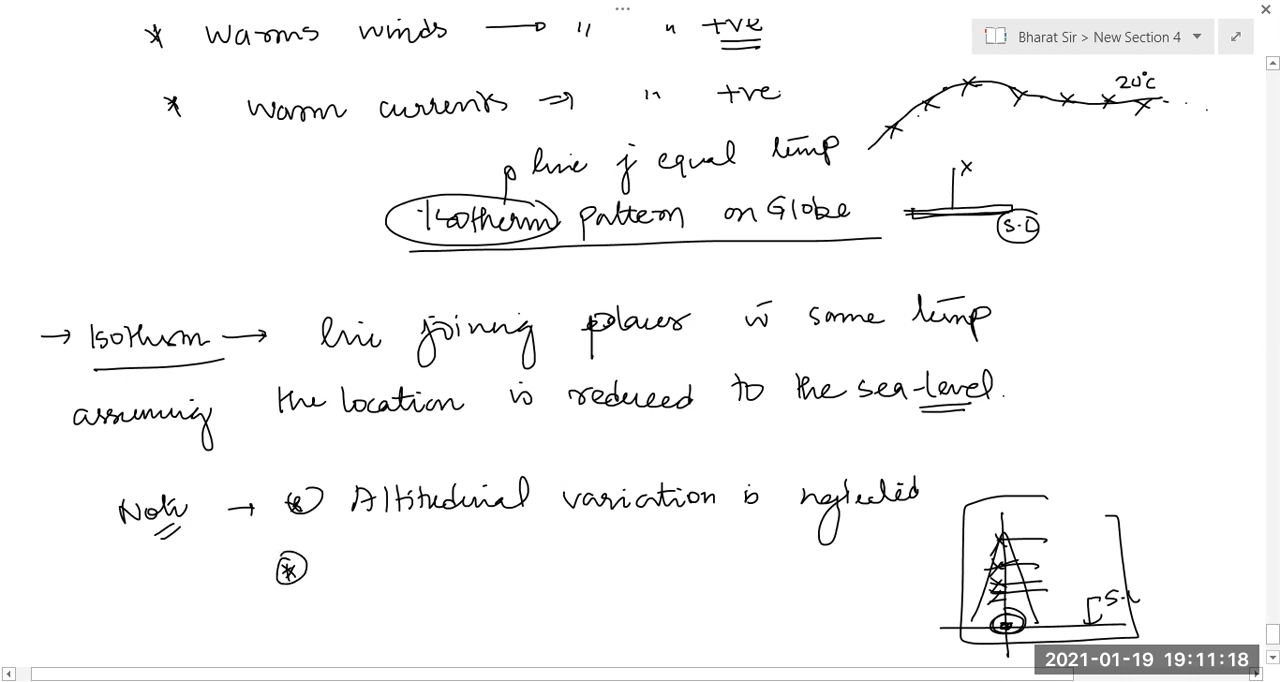 * Warms winds → " " +ve
Bharat Sir > New Section 4
* Warm currents ⇒ " +ve
20°C
line of equal temp
x
Isotherm pattern on Globe
S.L
→ Isotherm → line joining places w same temp
assuming the location is reduced to the sea-level.
Note → * Altitudinal variation is neglected
*
S.L
2021-01-19 19:11:18